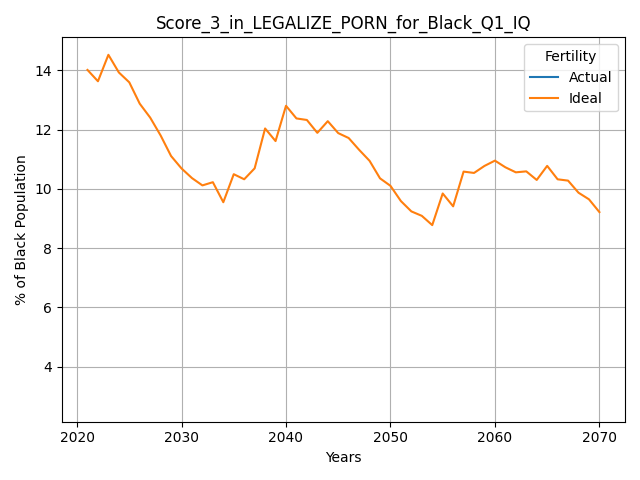 Score_3_in_LEGALIZE_PORN_for_Black_Q1_IQ
Fertility
Actual
Ideal
% of Black Population
14
12
10
8
6
4
2020 2030 2040 2050 2060 2070
Years